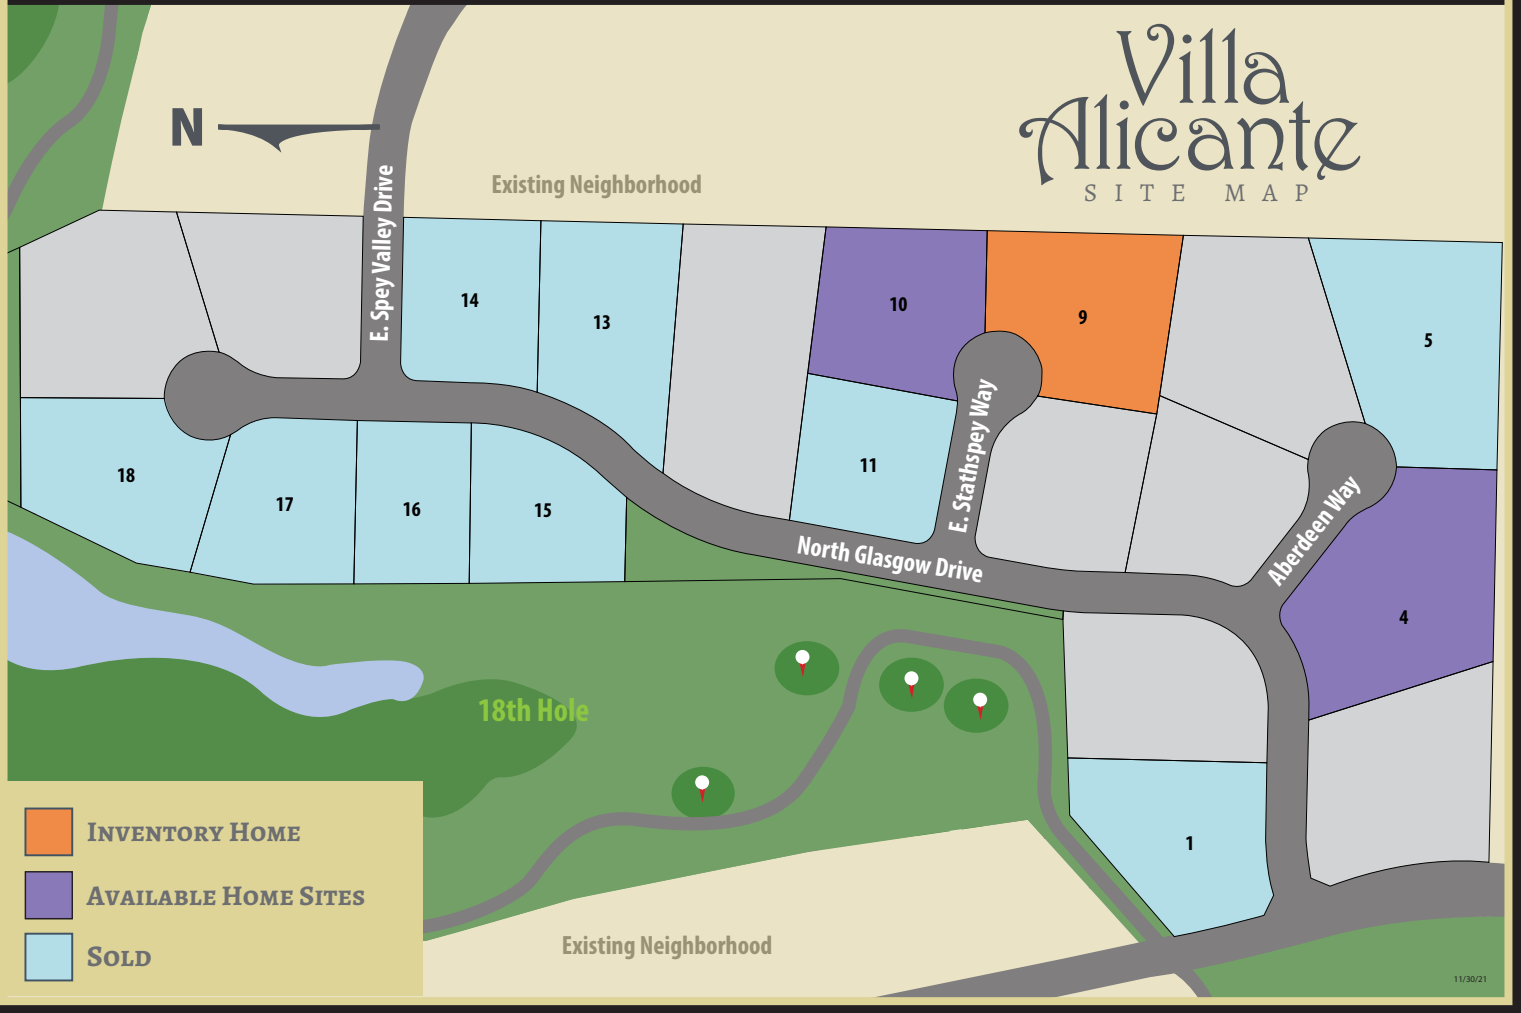 Villa
Alicante
SITE MAP
N
Existing Neighborhood
E. Spey Valley Drive
14
13
10
9
5
11
E. Stathspey Way
18
17
16
15
North Glasgow Drive
Aberdeen Way
4
18th Hole
1
Inventory Home
Available Home Sites
Sold
Existing Neighborhood
11/30/21